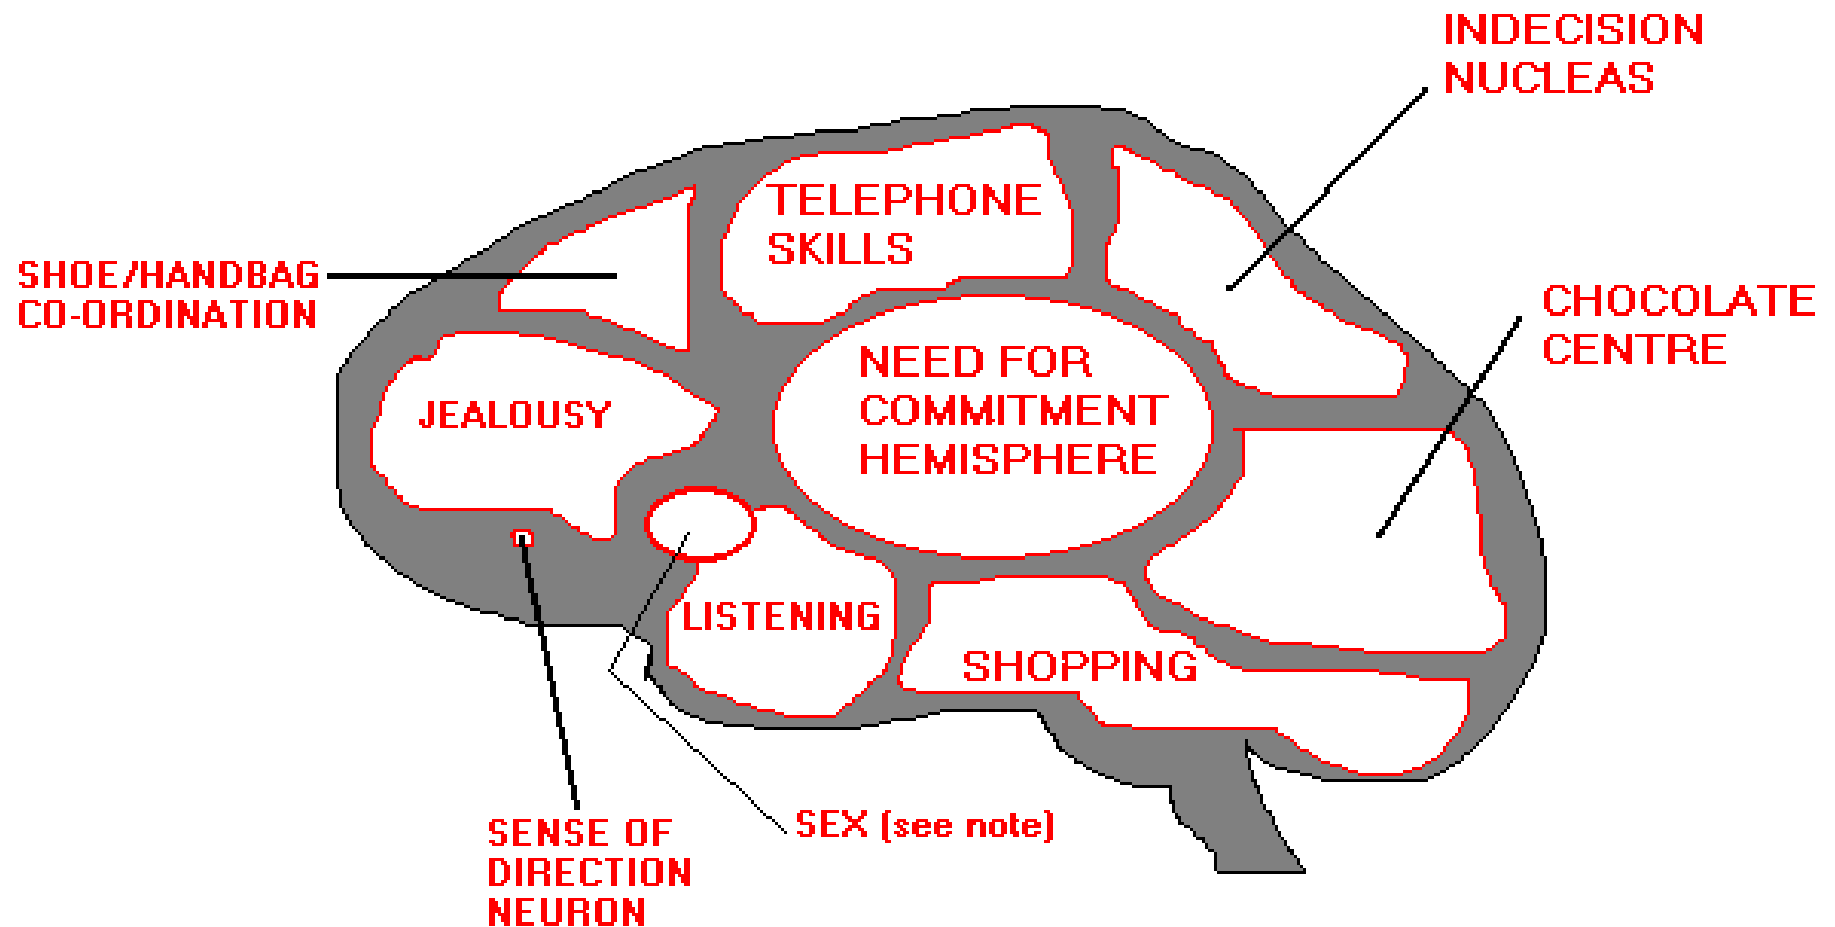 INDECISION
NUCLEAS
TELEPHONE
SKILLS
SHOE/HANDBAG
CO-ORDINATION
CHOCOLATE
CENTRE
NEED FOR
COMMITMENT
HEMISPHERE
JEALOUSY
LISTENING
SHOPPING
SEX (see note)
SENSE OF
DIRECTION
NEURON